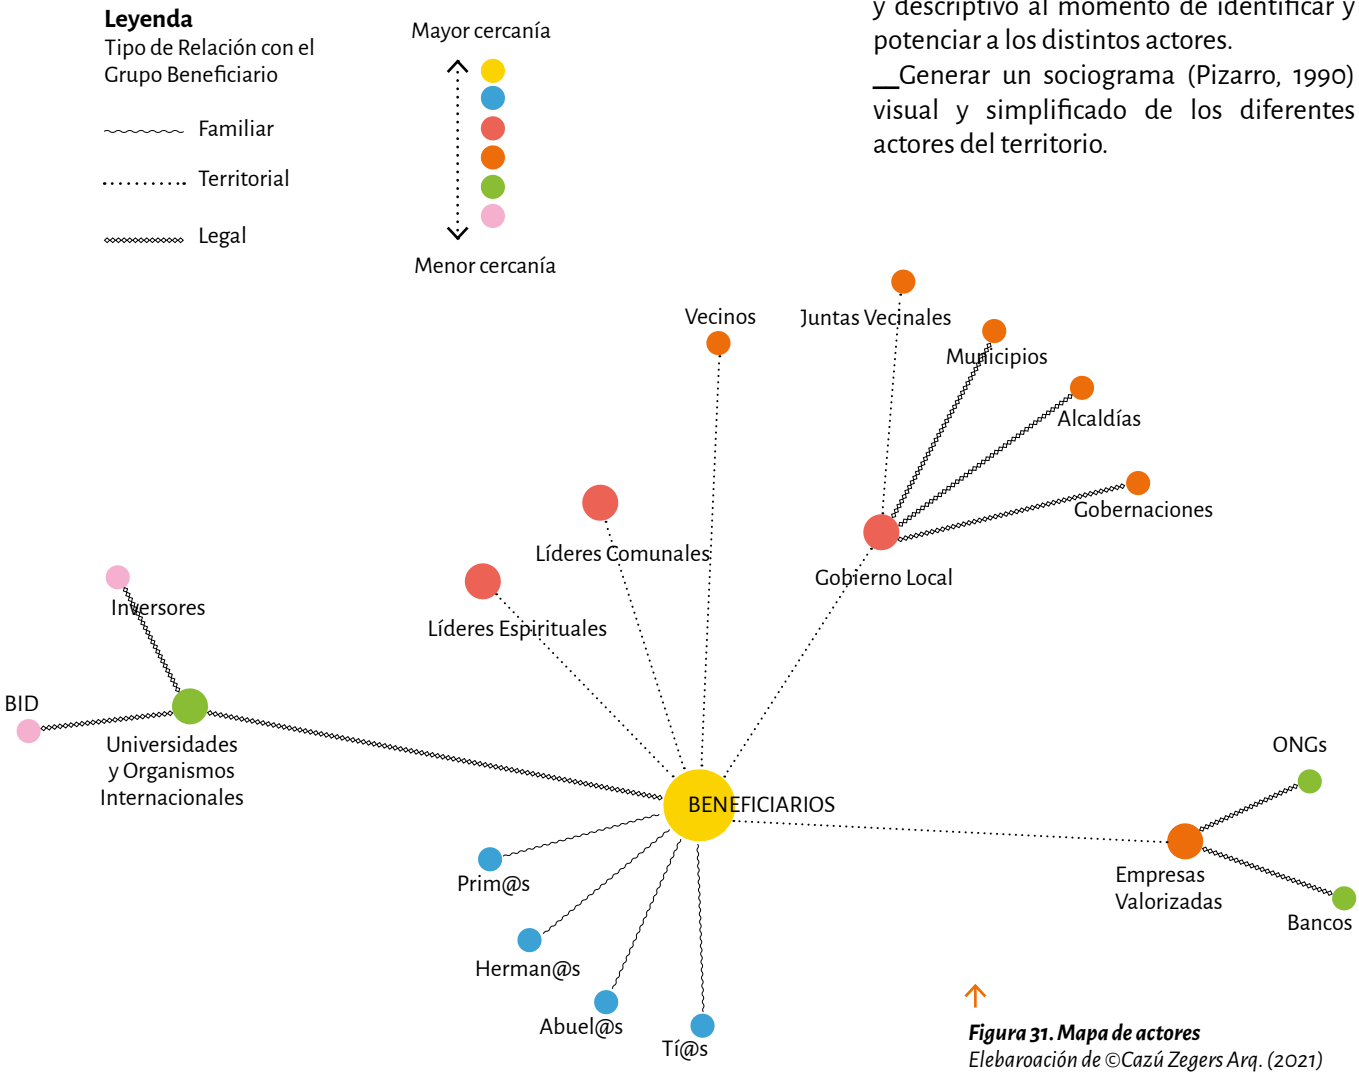 Leyenda
Tipo de Relación con el
Grupo Beneficiario
Familiar
Territorial
Legal
Mayor cercanía
Menor cercanía
y descriptivo al momento de identificar y
potenciar a los distintos actores.
__Generar un sociograma (Pizarro, 1990)
visual y simplificado de los diferentes
actores del territorio.
Vecinos
Juntas Vecinales
Municipios
Alcaldías
Gobernaciones
Líderes Comunales
Gobierno Local
Inversores
Líderes Espirituales
BID
Universidades
y Organismos
Internacionales
ONGs
BENEFICIARIOS
Prim@s
Empresas
Valorizadas
Bancos
Herman@s
Abuel@s
Tí@s
Figura 31. Mapa de actores
Elebaroación de ©Cazú Zegers Arq. (2021)